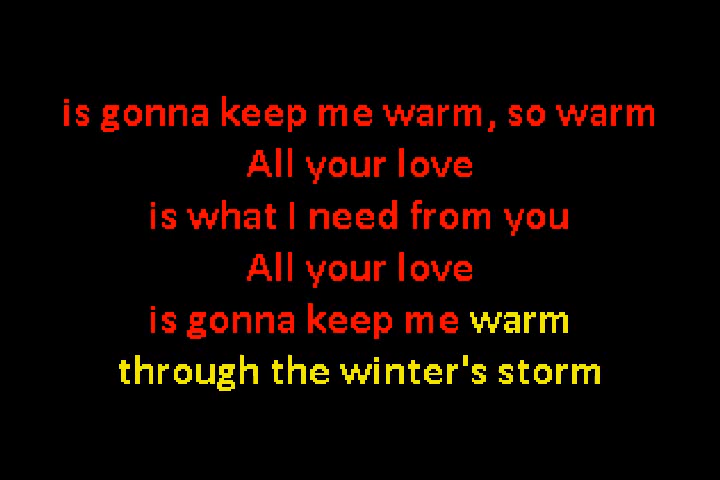 is gonna keep me warm, so warm
All your love
is what I need from you
All your love
is gonna keep me warm
through the winter's storm